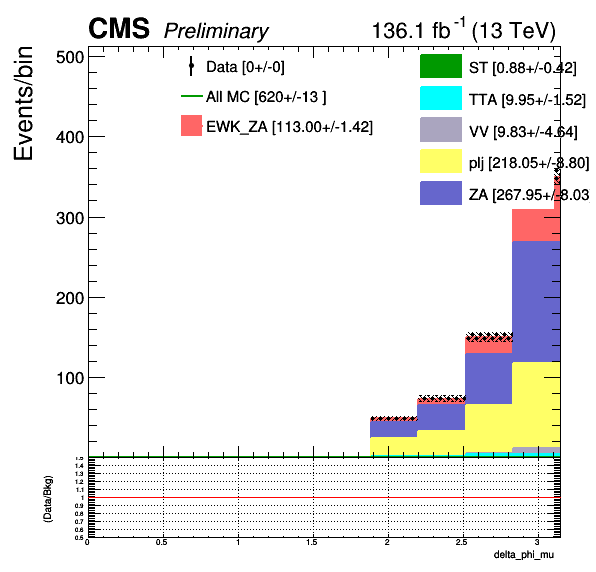 CMS Preliminary 136.1 fb-1 (13 TeV)
Events/bin
500
400
300
200
100
Data [0+/-0]
All MC [620+/-13 ]
EWK_ZA [113.00+/-1.42]
ST [0.88+/-0.42]
TTA [9.95+/-1.52]
VV [9.83+/-4.64]
plj [218.05+/-8.80]
ZA [267.95+/-8.03
(Data/Bkg)
1.5
1.4
1.3
1.2
1.1
1
0.9
0.8
0.7
0.6
0.5
0 0.5 1 1.5 2 2.5 3
delta_phi_mu